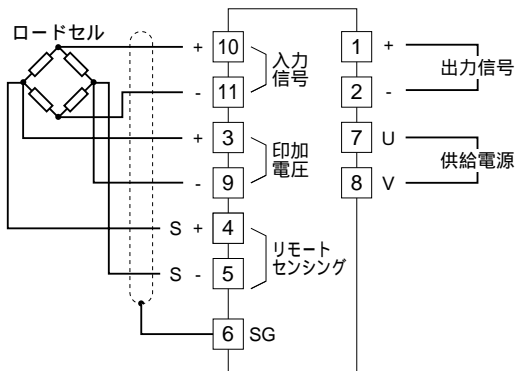 ロードセル
+ 10
- 11
入力
信号
+ 3
- 9
印加
電圧
S + 4
S - 5
リモート
センシング
6 SG
1 +
2 -
出力信号
7 U
8 V
供給電源